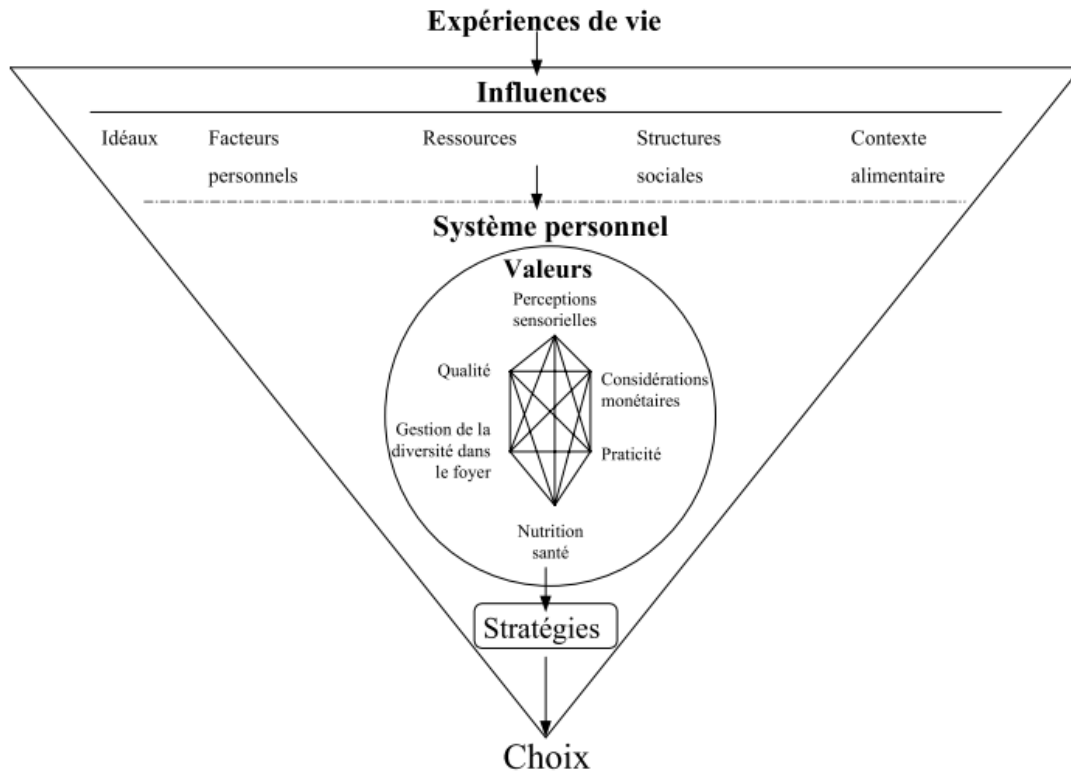 Expériences de vie
Influences
Idéaux
Facteurs
personnels
Ressources
Structures
sociales
Contexte
alimentaire
Système personnel
Valeurs
Perceptions
sensorielles
Qualité
Considérations
monétaires
Gestion de la
diversité dans
le foyer
Praticité
Nutrition
santé
Stratégies
Choix